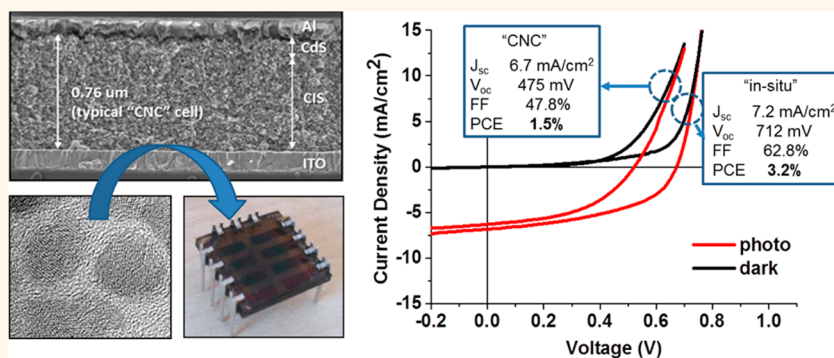 Al
CdS
CIS
0.76 um
(typical "CNC" cell)
ITO
Current Density (mA/cm²)
15
10
5
0
-5
-10
-15
"CNC"
Jsc 6.7 mA/cm²
Voc 475 mV
FF 47.8%
PCE 1.5%
"in-situ"
Jsc 7.2 mA/cm²
Voc 712 mV
FF 62.8%
PCE 3.2%
photo
dark
-0.2 0.0 0.2 0.4 0.6 0.8 1.0
Voltage (V)